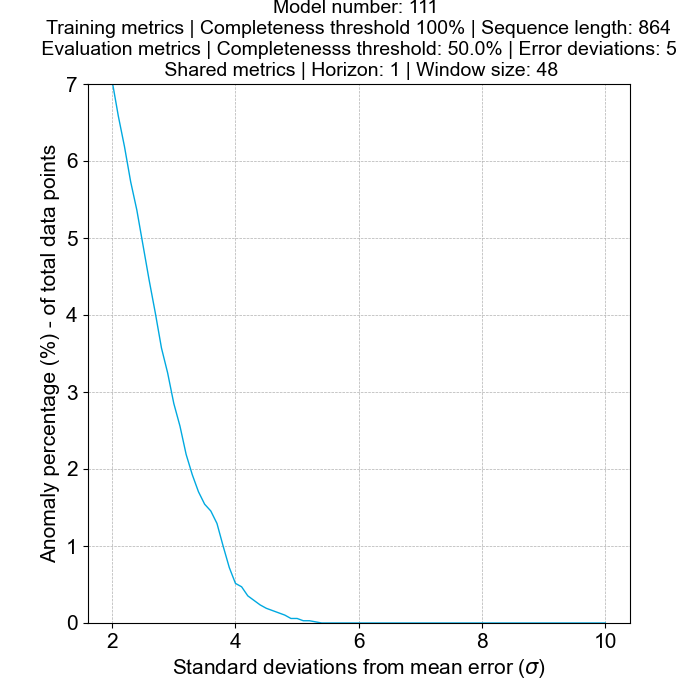 Model number: 111
Training metrics | Completeness threshold 100% | Sequence length: 864
Evaluation metrics | Completenesss threshold: 50.0% | Error deviations: 5
Shared metrics | Horizon: 1 | Window size: 48
Anomaly percentage (%) - of total data points
7
6
5
4
3
2
1
0
2 4 6 8 10
Standard deviations from mean error (σ)